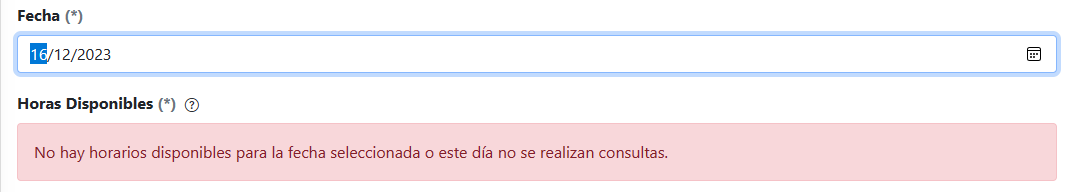 Fecha (*)
16/12/2023
Horas Disponibles (*) ?
No hay horarios disponibles para la fecha seleccionada o este día no se realizan consultas.